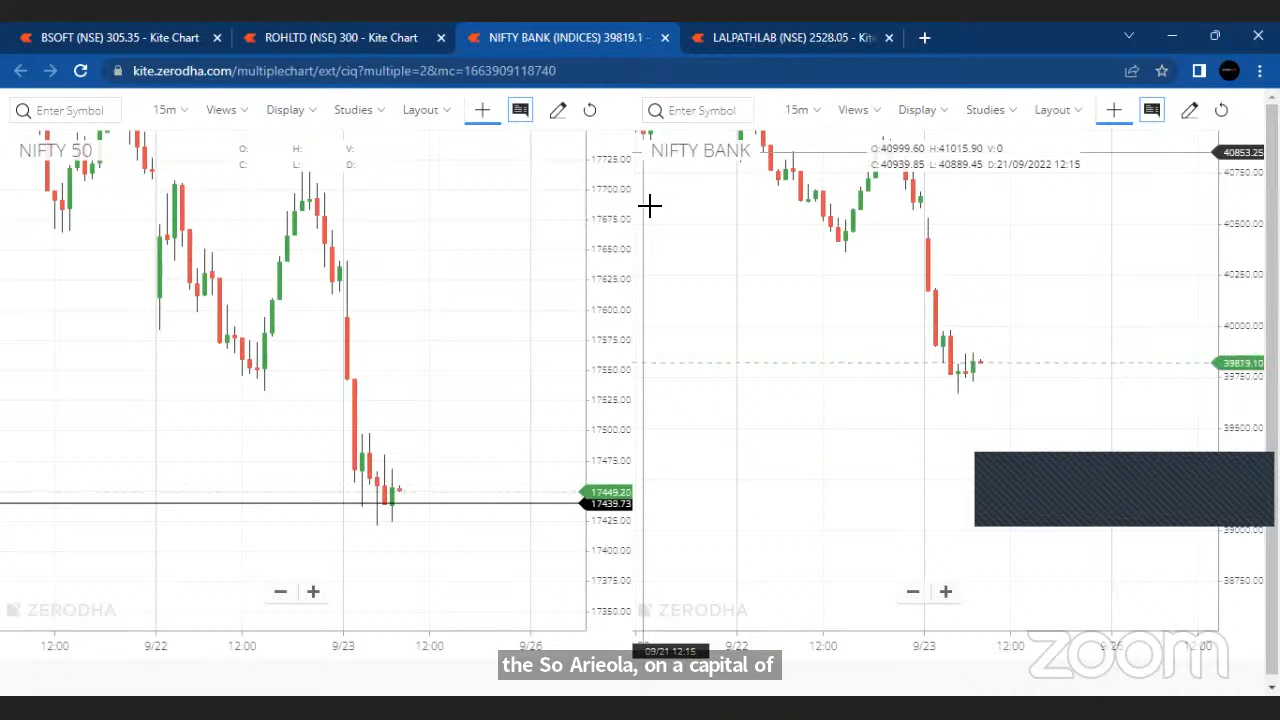 BSOFT (NSE) 305.35 - Kite Chart
ROHLTD (NSE) 300 - Kite Chart
NIFTY BANK (INDICES) 39819.1 -
LALPATHLAB (NSE) 2528.05 - Kit
kite.zerodha.com/multiplechart/ext/ciq?multiple=2&mc=1663909118740
Enter Symbol 15m Views Display Studies Layout
Enter Symbol 15m Views Display Studies Layout
NIFTY 50
O: H: V:
C: L: D:
17725.00
17700.00
17675.00
17650.00
17625.00
17600.00
17575.00
17550.00
17525.00
17500.00
17475.00
17449.20
17439.73
17425.00
17400.00
17375.00
17350.00
ZERODHA
12:00 9/22 12:00 9/23 12:00 9/26
NIFTY BANK
O:40999.60 H:41015.90 V:0
C:40939.85 L:40889.45 D:21/09/2022 12:15
40853.25
40750.00
40500.00
40250.00
40000.00
39819.10
39750.00
39500.00
39000.00
38750.00
ZERODHA
09/21 12:15
9/22 12:00 9/23 12:00 9/26 12:00
zoom
the So Arieola, on a capital of